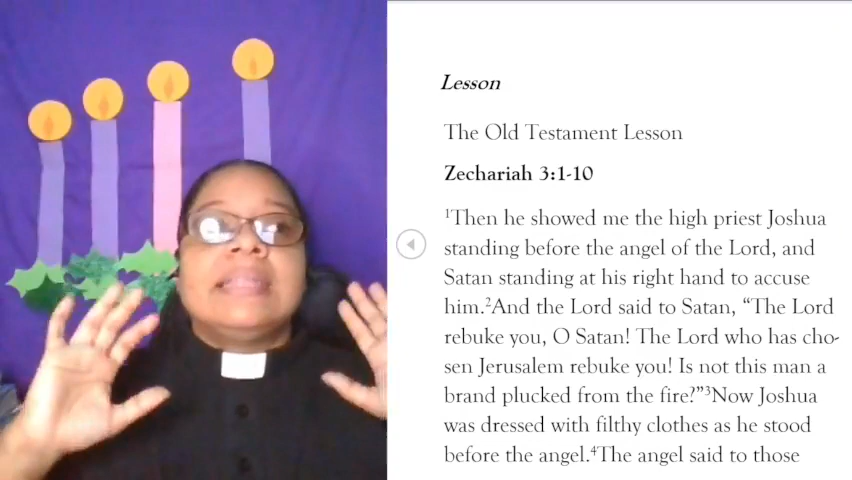 Lesson
The Old Testament Lesson
Zechariah 3:1-10
¹Then he showed me the high priest Joshua
standing before the angel of the Lord, and
Satan standing at his right hand to accuse
him.²And the Lord said to Satan, “The Lord
rebuke you, O Satan! The Lord who has cho-
sen Jerusalem rebuke you! Is not this man a
brand plucked from the fire?”³Now Joshua
was dressed with filthy clothes as he stood
before the angel.⁴The angel said to those